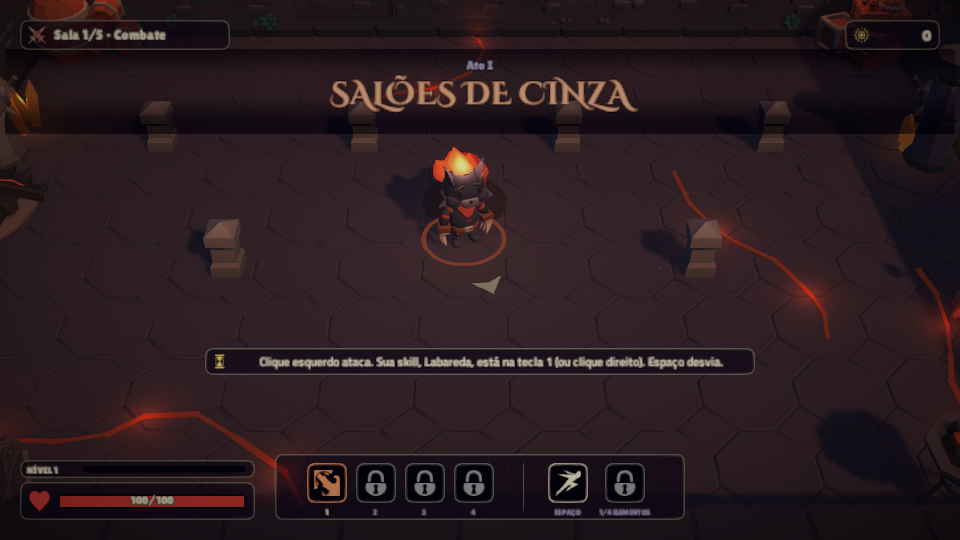 Sala 1/5 - Combate
0
Ato I
SALÕES DE CINZA
Clique esquerdo ataca. Sua skill, Labareda, está na tecla 1 (ou clique direito). Espaço desvia.
NÍVEL 1
100/100
1
2
3
4
ESPAÇO
1/4 ELEMENTOS